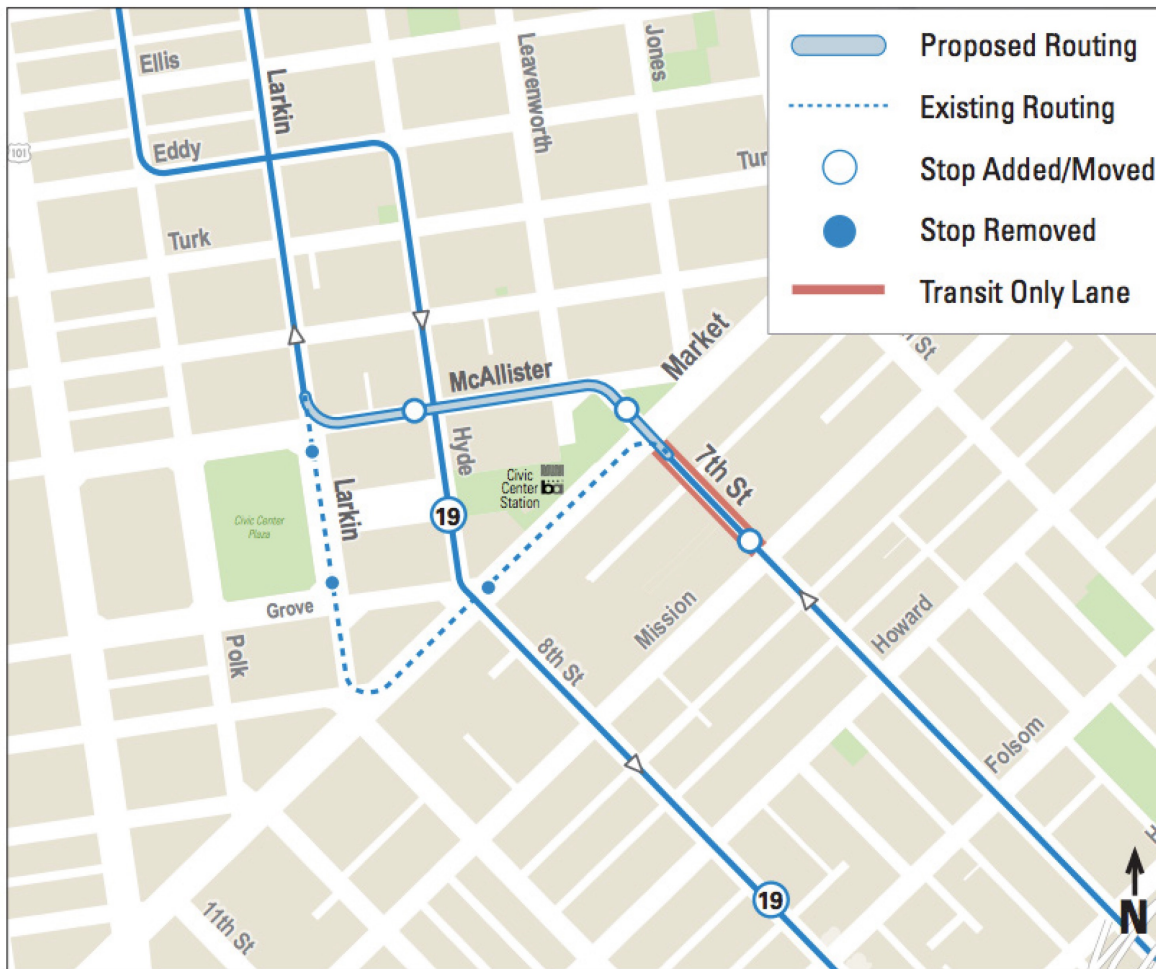 Proposed Routing
Existing Routing
Stop Added/Moved
Stop Removed
Transit Only Lane
Ellis
Larkin
Leavenworth
Jones
101
Eddy
Turk
Market
McAllister
Hyde
7th St
Civic
Center
Station
Larkin
19
Civic Center
Plaza
Grove
Polk
8th St
Mission
Howard
Folsom
19
11th St
N